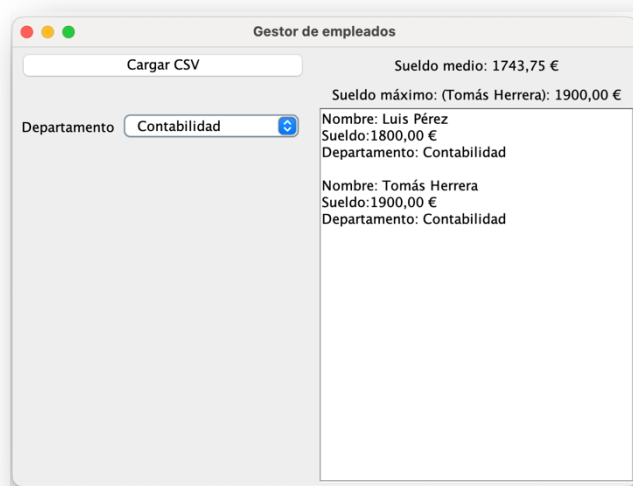 Gestor de empleados
Cargar CSV
Sueldo medio: 1743,75 €
Sueldo máximo: (Tomás Herrera): 1900,00 €
Departamento Contabilidad
Nombre: Luis Pérez
Sueldo:1800,00 €
Departamento: Contabilidad
Nombre: Tomás Herrera
Sueldo:1900,00 €
Departamento: Contabilidad